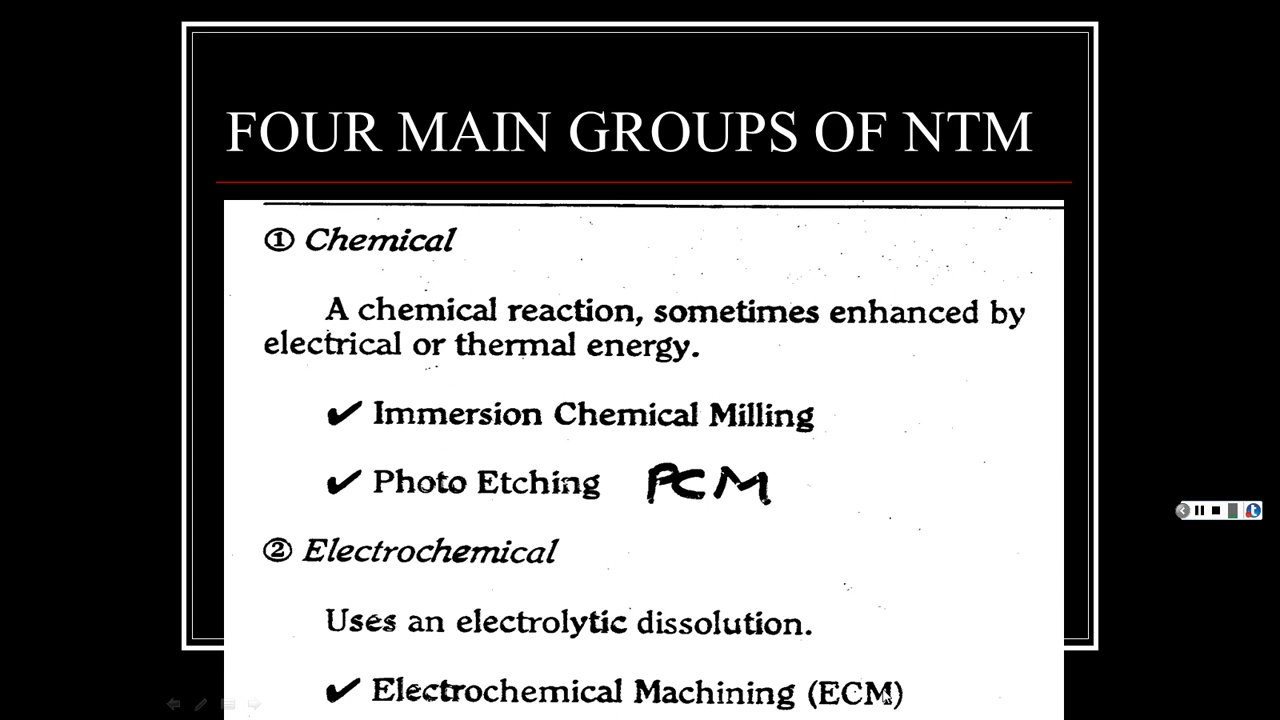 FOUR MAIN GROUPS OF NTM
① Chemical
A chemical reaction, sometimes enhanced by
electrical or thermal energy.
✔ Immersion Chemical Milling
✔ Photo Etching PCM
② Electrochemical
Uses an electrolytic dissolution.
✔ Electrochemical Machining (ECM)